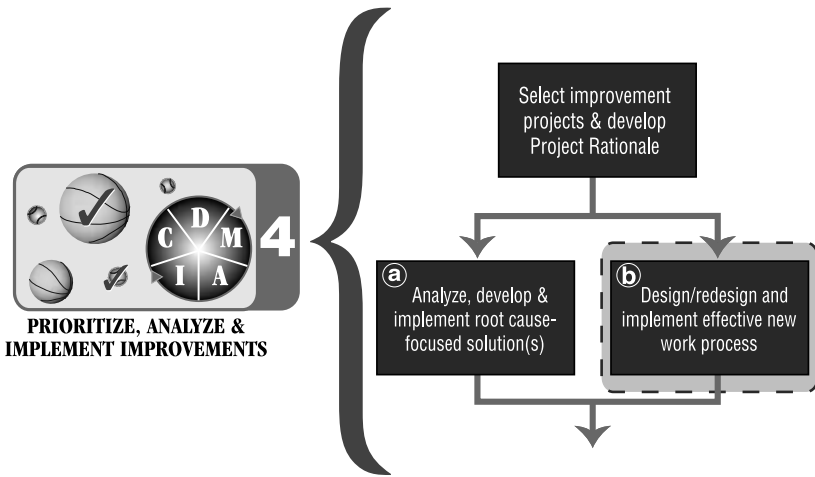 Select improvement
projects & develop
Project Rationale
D
M
A
I
C
4
PRIORITIZE, ANALYZE &
IMPLEMENT IMPROVEMENTS
a
Analyze, develop &
implement root cause-
focused solution(s)
b
Design/redesign and
implement effective new
work process